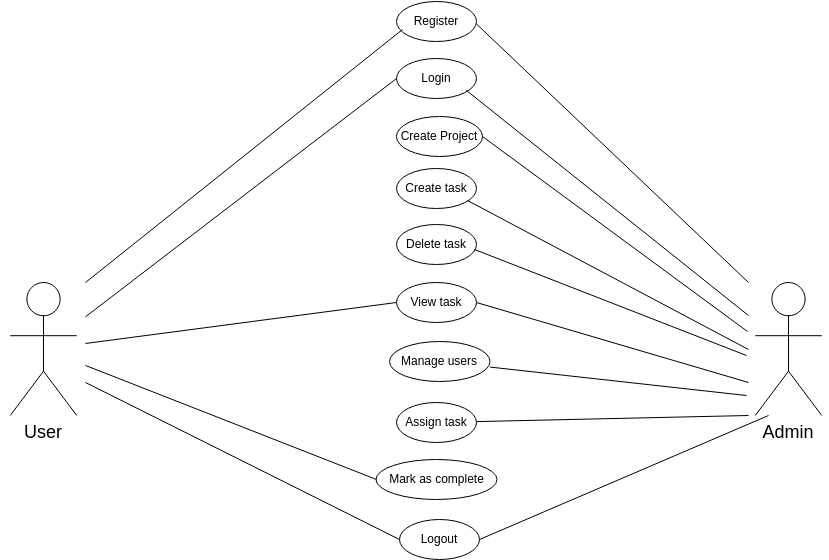 Register
Login
Create Project
Create task
Delete task
View task
Manage users
Assign task
User
Admin
Mark as complete
Logout